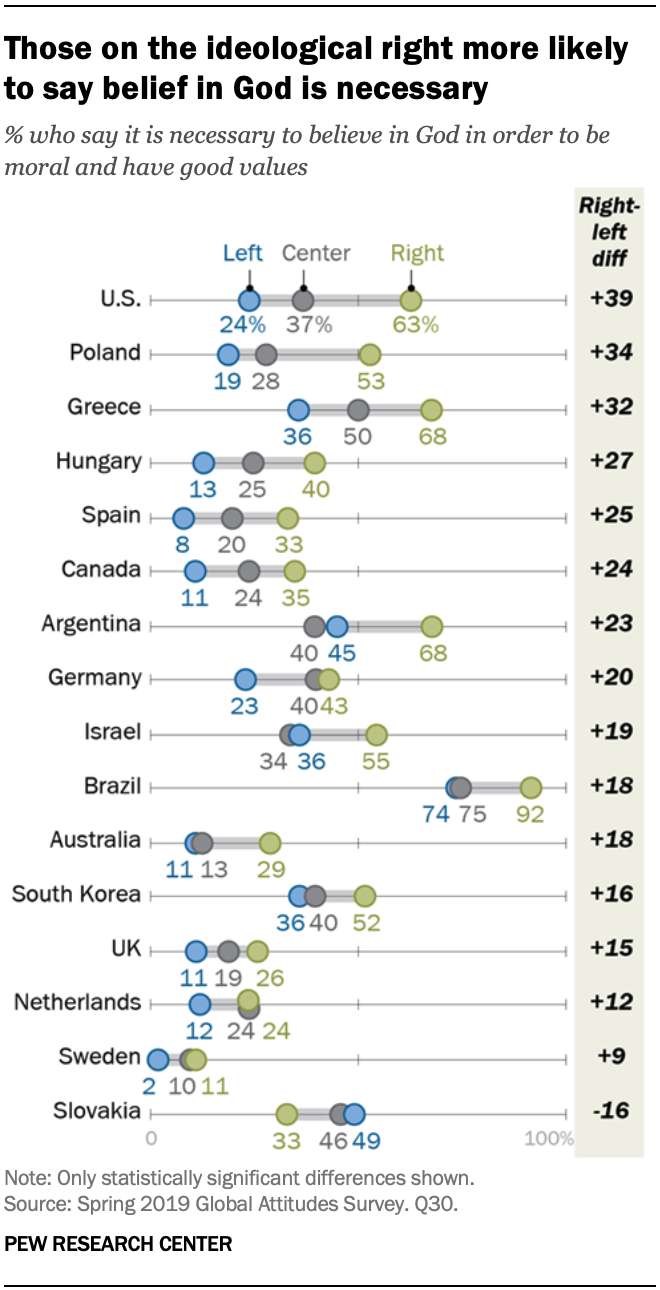 Those on the ideological right more likely
to say belief in God is necessary
% who say it is necessary to believe in God in order to be
moral and have good values
Right-
left
diff
Left Center Right
U.S. +39
24% 37% 63%
Poland +34
19 28 53
Greece +32
36 50 68
Hungary +27
13 25 40
Spain +25
8 20 33
Canada +24
11 24 35
Argentina +23
40 45 68
Germany +20
23 40 43
Israel +19
34 36 55
Brazil +18
74 75 92
Australia +18
11 13 29
South Korea +16
36 40 52
UK +15
11 19 26
Netherlands +12
12 24 24
Sweden +9
2 10 11
Slovakia -16
0 33 46 49 100%
Note: Only statistically significant differences shown.
Source: Spring 2019 Global Attitudes Survey. Q30.
PEW RESEARCH CENTER